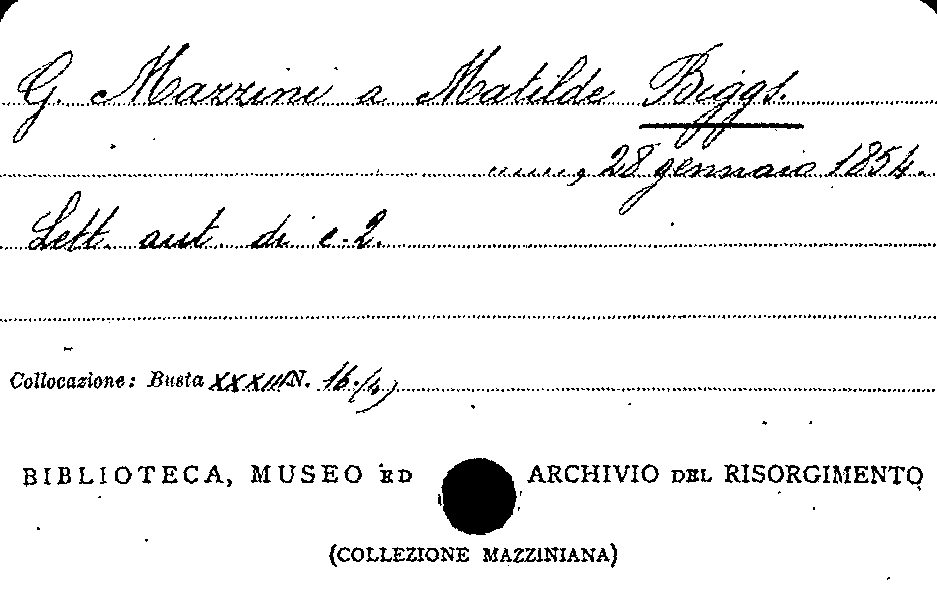 G. Mazzini a Matilde Biggs.
....., 28 gennaio 1854.
Lett. aut. di c. 2.
Collocazione: Busta XXXIII N. 16./4)
BIBLIOTECA, MUSEO ED ARCHIVIO DEL RISORGIMENTO
(COLLEZIONE MAZZINIANA)